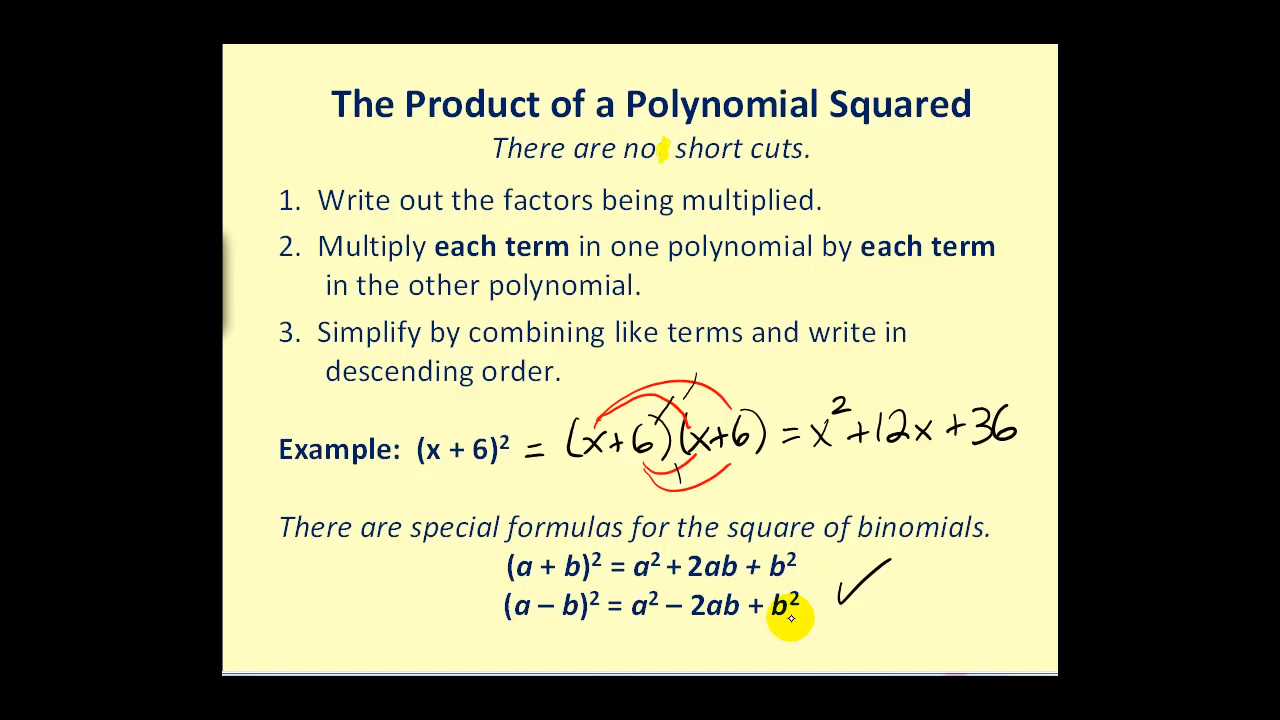 The Product of a Polynomial Squared
There are no short cuts.
1. Write out the factors being multiplied.
2. Multiply each term in one polynomial by each term
in the other polynomial.
3. Simplify by combining like terms and write in
descending order.
Example: (x + 6)² = (x+6)(x+6) = x²+12x+36
There are special formulas for the square of binomials.
(a + b)² = a² + 2ab + b²
(a – b)² = a² – 2ab + b²